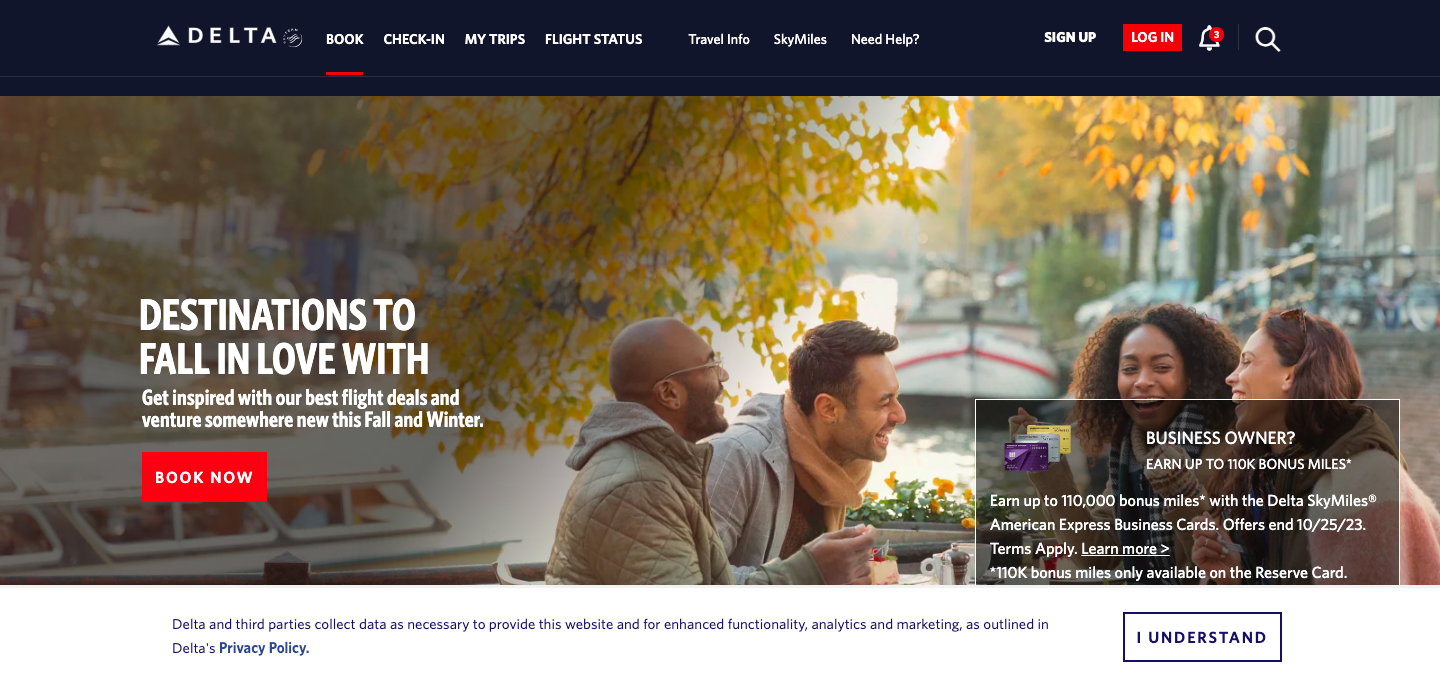 DELTA
BOOK CHECK-IN MY TRIPS FLIGHT STATUS Travel Info SkyMiles Need Help? SIGN UP LOG IN 3
DESTINATIONS TO
FALL IN LOVE WITH
Get inspired with our best flight deals and
venture somewhere new this Fall and Winter.
BOOK NOW
BUSINESS OWNER?
EARN UP TO 110K BONUS MILES*
Earn up to 110,000 bonus miles* with the Delta SkyMiles®
American Express Business Cards. Offers end 10/25/23.
Terms Apply. Learn more >
*110K bonus miles only available on the Reserve Card.
Delta and third parties collect data as necessary to provide this website and for enhanced functionality, analytics and marketing, as outlined in
Delta's Privacy Policy.
I UNDERSTAND